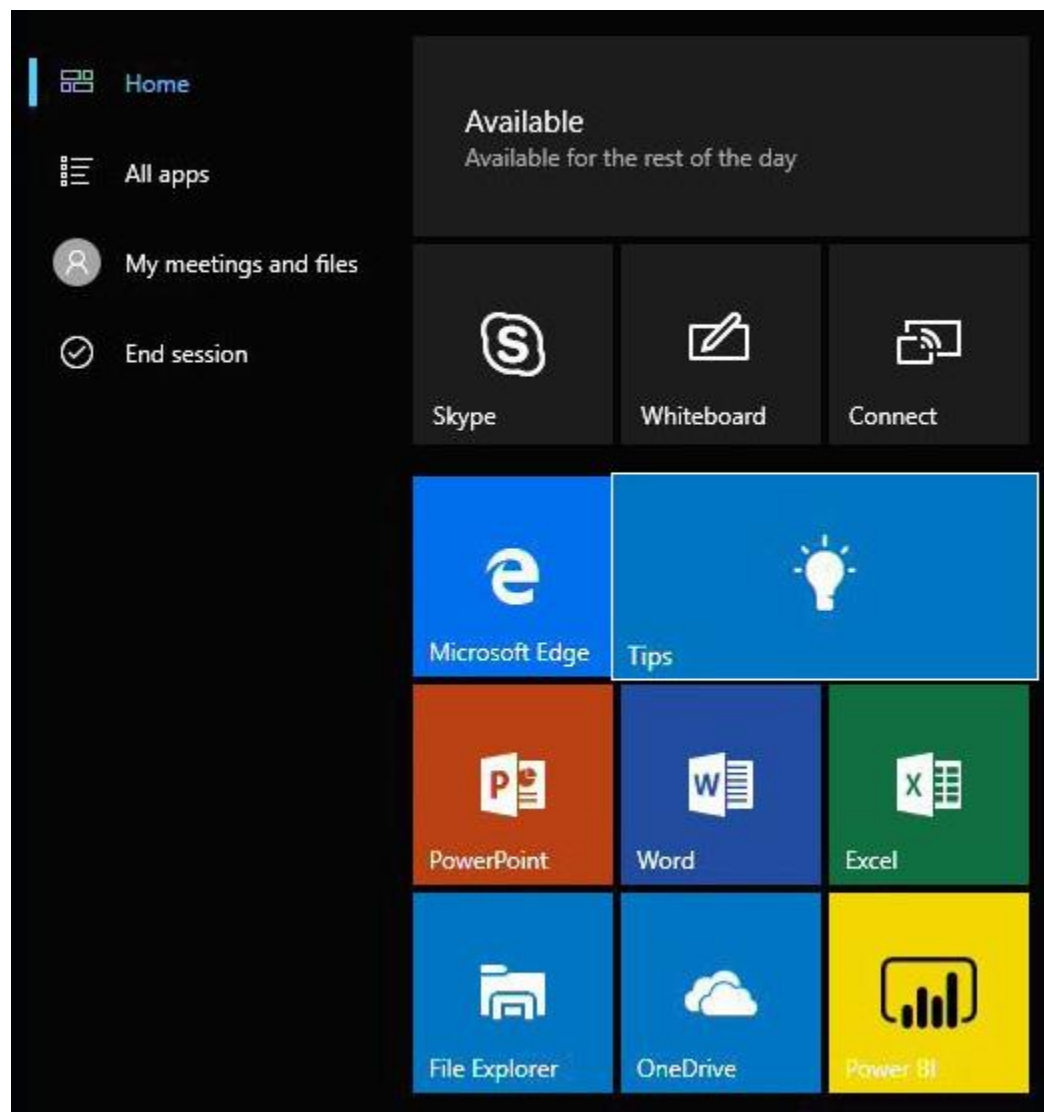 Home
All apps
My meetings and files
End session
Available
Available for the rest of the day
Skype
Whiteboard
Connect
Microsoft Edge
Tips
PowerPoint
Word
Excel
File Explorer
OneDrive
Power BI